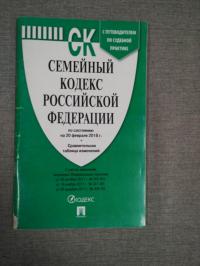 СК
С ПУТЕВОДИТЕЛЕМ
ПО СУДЕБНОЙ
ПРАКТИКЕ
СЕМЕЙНЫЙ
КОДЕКС
РОССИЙСКОЙ
ФЕДЕРАЦИИ
по состоянию
на 20 февраля 2018 г.
Сравнительная
таблица изменений
КОДЕКС